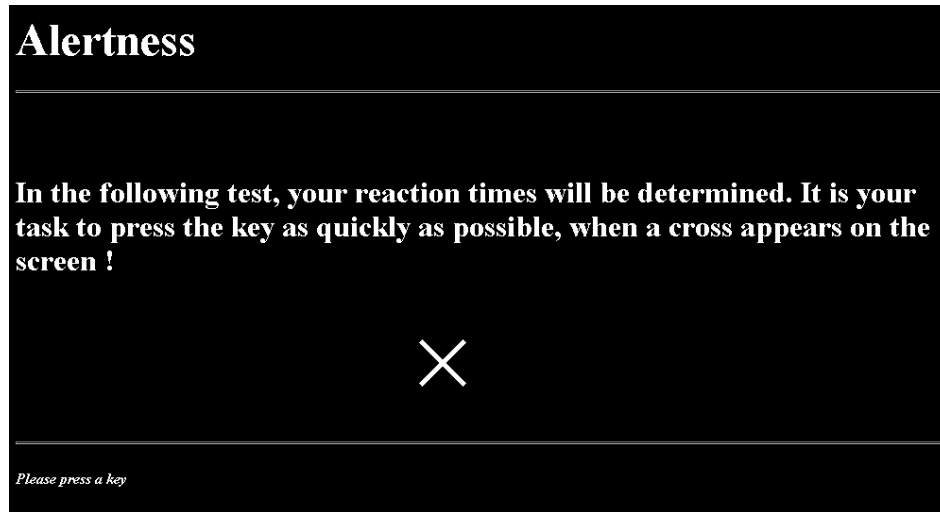 Alertness
In the following test, your reaction times will be determined. It is your
task to press the key as quickly as possible, when a cross appears on the
screen !
Please press a key